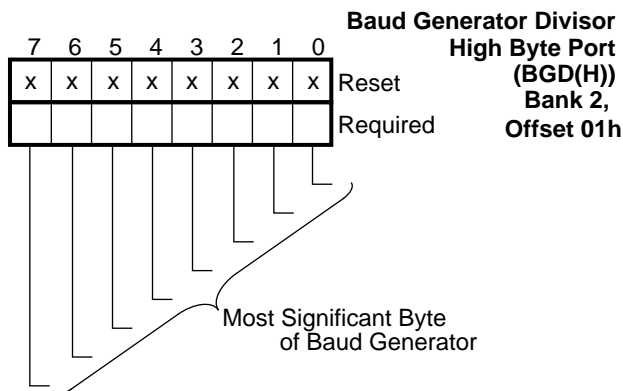 Baud Generator Divisor
High Byte Port
(BGD(H))
Bank 2,
Offset 01h
7 6 5 4 3 2 1 0
x x x x x x x x Reset
Required
Most Significant Byte
of Baud Generator